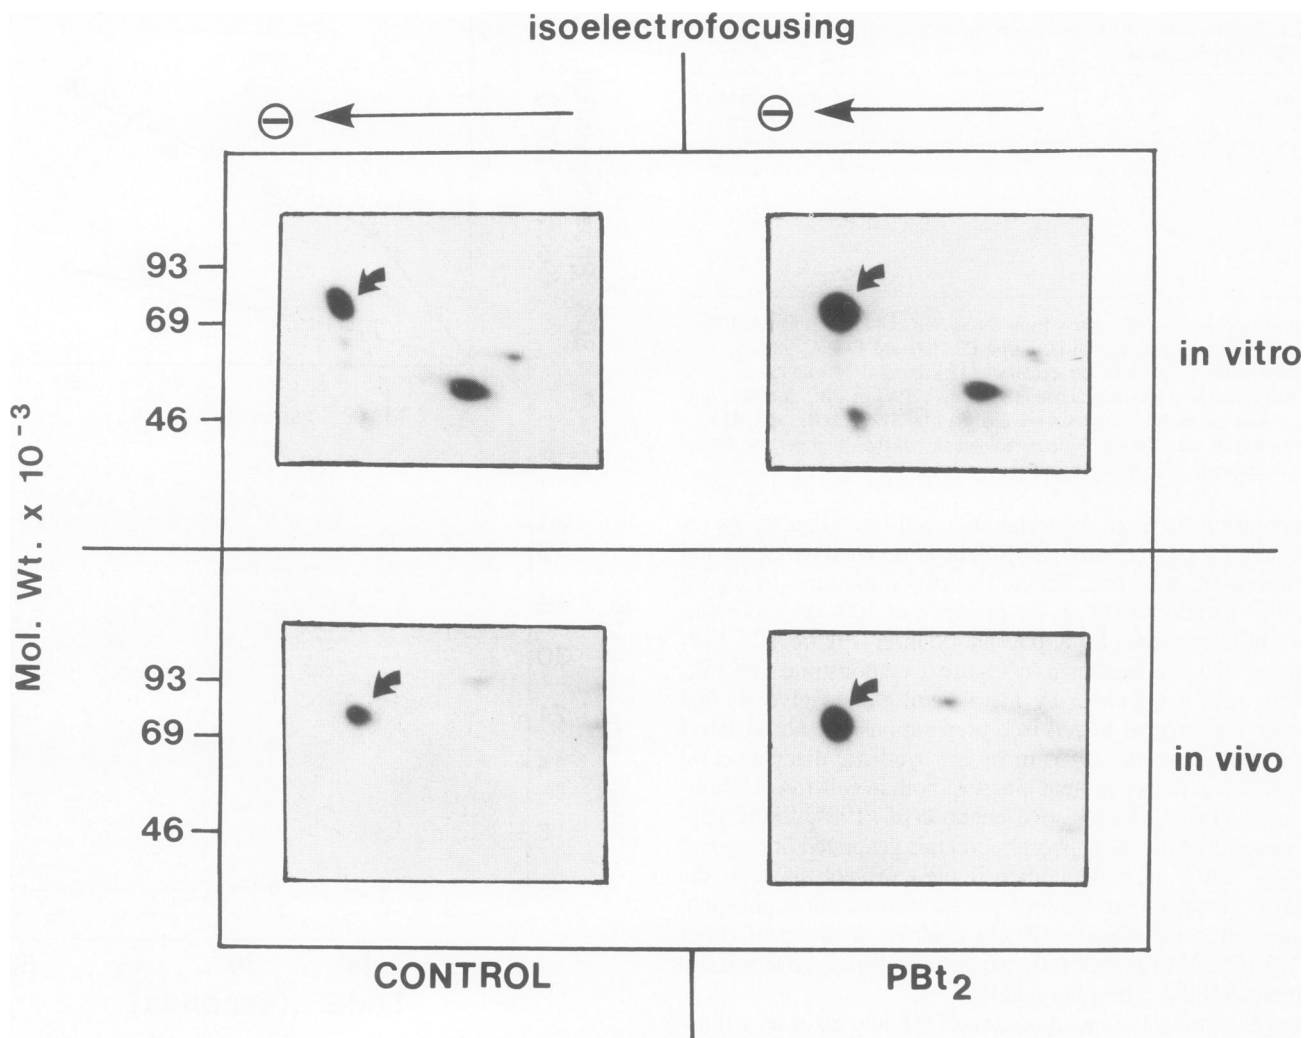 isoelectrofocusing
⊖
⊖
93
69
46
in vitro
Mol. Wt. x 10⁻³
93
69
46
in vivo
CONTROL
PBt₂